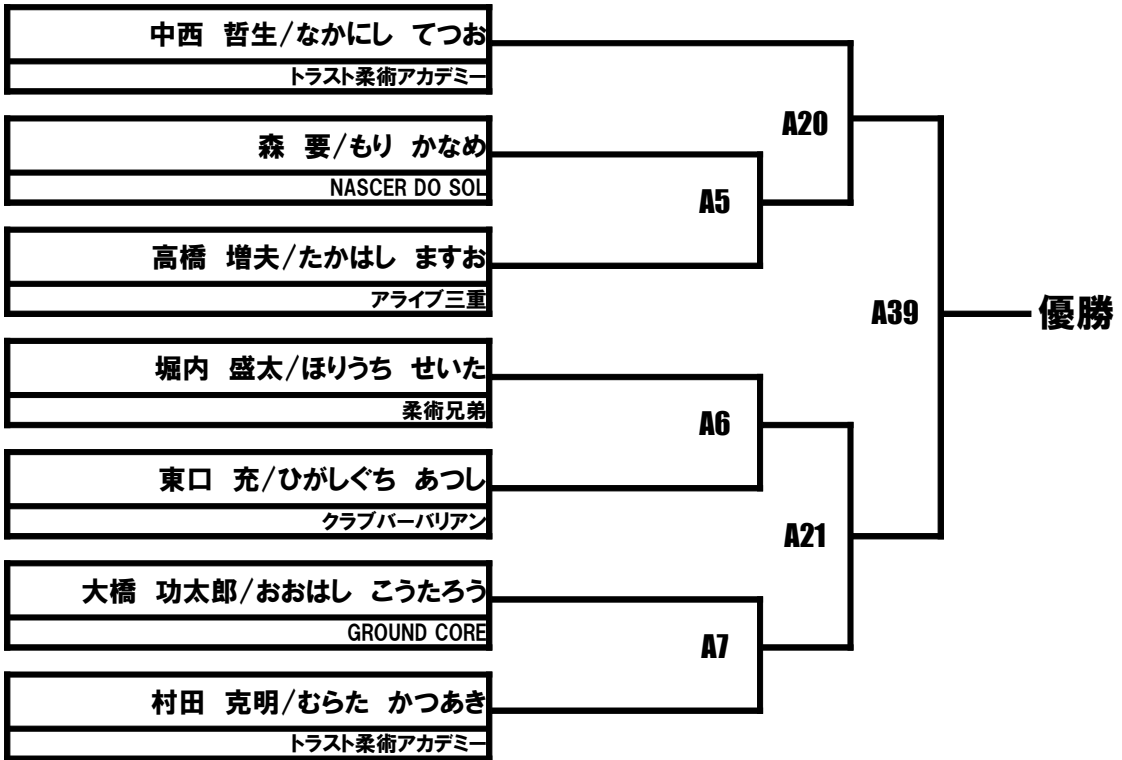 中西 哲生/なかにし てつお
トラスト柔術アカデミー
A20
森 要/もり かなめ
NASCER DO SOL
A5
高橋 増夫/たかはし ますお
アライブ三重
A39
優勝
堀内 盛太/ほりうち せいた
柔術兄弟
A6
東口 充/ひがしぐち あつし
クラブバーバリアン
A21
大橋 功太郎/おおはし こうたろう
GROUND CORE
A7
村田 克明/むらた かつあき
トラスト柔術アカデミー